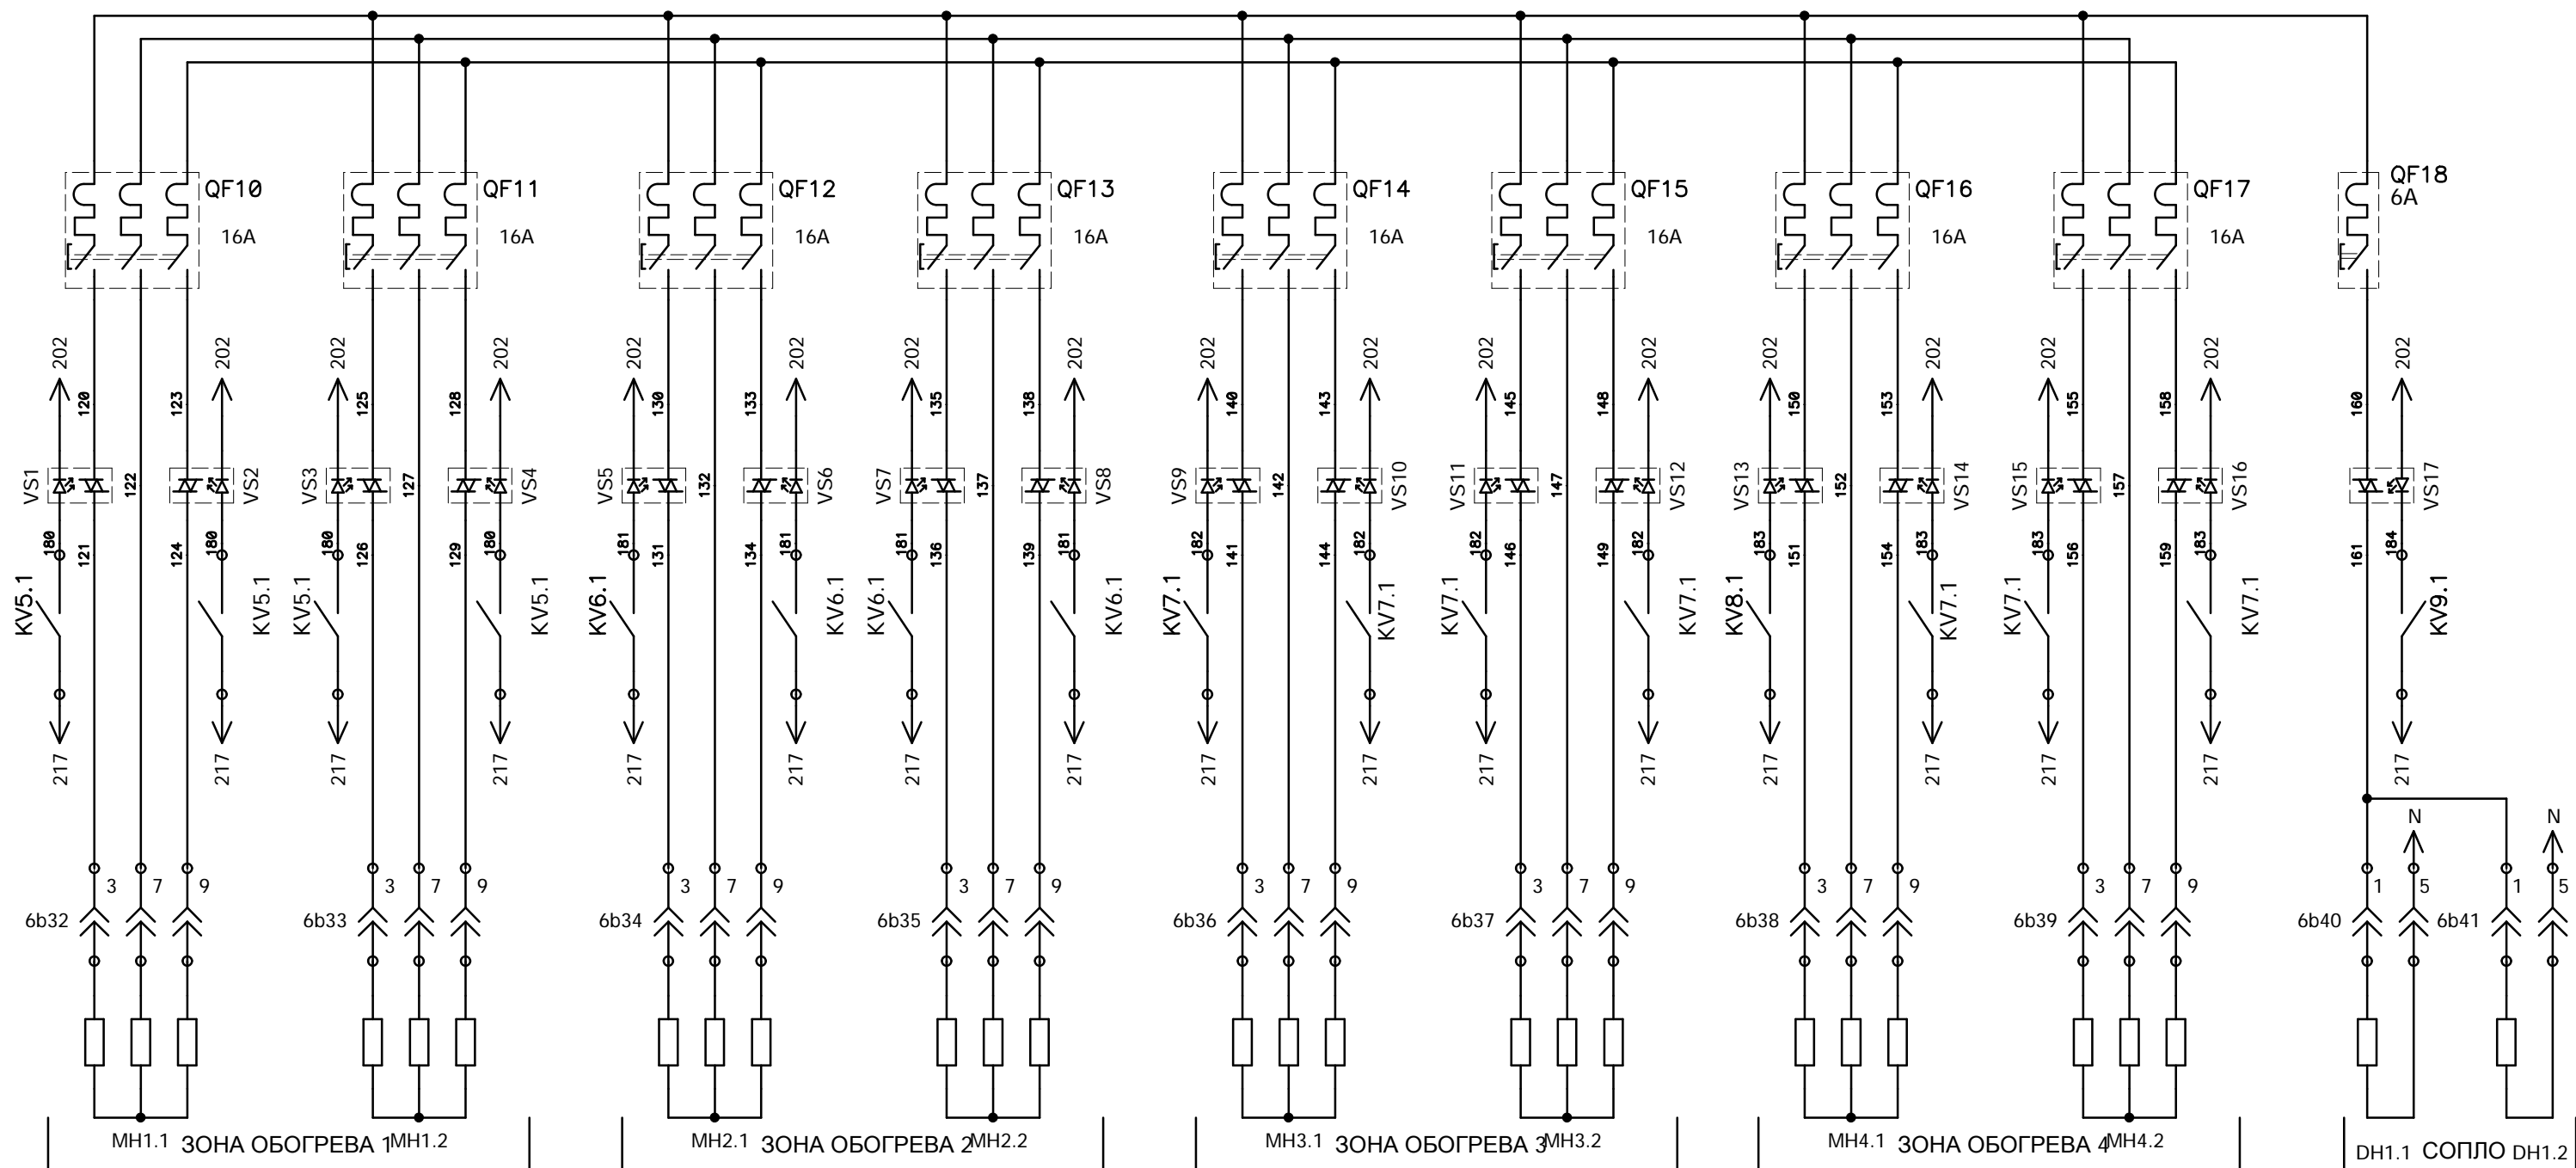 QF10 QF11 QF12 QF13 QF14 QF15 QF16 QF17 QF18
16A 16A 16A 16A 16A 16A 16A 16A 6A
202 202 202 202 202 202 202 202 202 202 202 202 202 202 202 202 202
120 123 125 128 130 133 135 138 140 143 145 148 150 153 155 158 160
VS1 122 VS2 VS3 127 VS4 VS5 132 VS6 VS7 137 VS8 VS9 142 VS10 VS11 147 VS12 VS13 152 VS14 VS15 157 VS16 VS17
180 121 124 180 180 126 129 180 181 131 134 181 181 136 139 181 182 141 144 182 182 146 149 182 183 151 154 183 183 156 159 183 161 184
KV5.1 KV5.1 KV5.1 KV5.1 KV6.1 KV6.1 KV6.1 KV6.1 KV7.1 KV7.1 KV7.1 KV7.1 KV8.1 KV7.1 KV7.1 KV7.1 KV9.1
217 217 217 217 217 217 217 217 217 217 217 217 217 217 217 217 217
N N
3 7 9 3 7 9 3 7 9 3 7 9 3 7 9 3 7 9 3 7 9 3 7 9 1 5 1 5
6b32 6b33 6b34 6b35 6b36 6b37 6b38 6b39 6b40 6b41
MH1.1 ЗОНА ОБОГРЕВА 1 MH1.2 MH2.1 ЗОНА ОБОГРЕВА 2 MH2.2 MH3.1 ЗОНА ОБОГРЕВА 3 MH3.2 MH4.1 ЗОНА ОБОГРЕВА 4 MH4.2 DH1.1 СОПЛО DH1.2